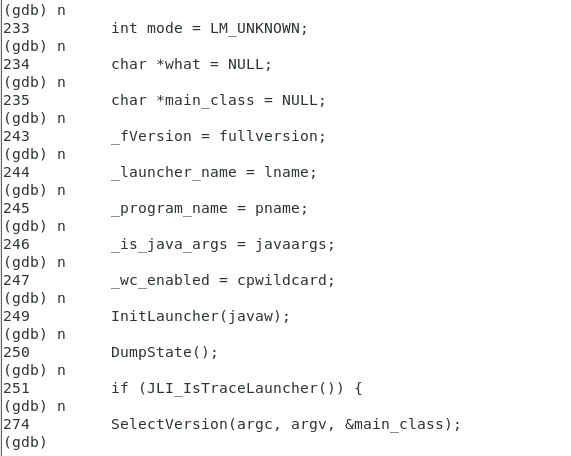 (gdb) n
233         int mode = LM_UNKNOWN;
(gdb) n
234         char *what = NULL;
(gdb) n
235         char *main_class = NULL;
(gdb) n
243         _fVersion = fullversion;
(gdb) n
244         _launcher_name = lname;
(gdb) n
245         _program_name = pname;
(gdb) n
246         _is_java_args = javaargs;
(gdb) n
247         _wc_enabled = cpwildcard;
(gdb) n
249         InitLauncher(javaw);
(gdb) n
250         DumpState();
(gdb) n
251         if (JLI_IsTraceLauncher()) {
(gdb) n
274         SelectVersion(argc, argv, &main_class);
(gdb)